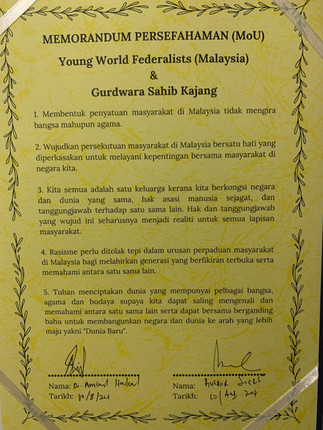 MEMORANDUM PERSEFAHAMAN (MoU)
Young World Federalists (Malaysia)
&
Gurdwara Sahib Kajang
1. Membentuk penyatuan masyarakat di Malaysia tidak mengira
bangsa mahupun agama.
2. Wujudkan persekutuan masyarakat di Malaysia bersatu hati yang
diperkasakan untuk melayani kepentingan bersama masyarakat di
negara kita.
3. Kita semua adalah satu keluarga kerana kita berkongsi negara
dan dunia yang sama, hak asasi manusia sejagat, dan
tanggungjawab terhadap satu sama lain. Hak dan tanggungjawab
yang wujud ini seharusnya menjadi realiti untuk semua lapisan
masyarakat.
4. Rasisme perlu ditolak tepi dalam urusan perpaduan masyarakat
di Malaysia bagi melahirkan generasi yang berfikiran terbuka serta
memahami antara satu sama lain.
5. Tuhan menciptakan dunia yang mempunyai pelbagai bangsa,
agama dan budaya supaya kita dapat saling mengenali dan
memahami antara satu sama lain serta dapat bersama berganding
bahu untuk membangunkan negara dan dunia ke arah yang lebih
maju yakni "Dunia Baru".
Nama: Dr.
Nama:
Tarikh: 10/8/24
Tarikh: 10 Aug 24